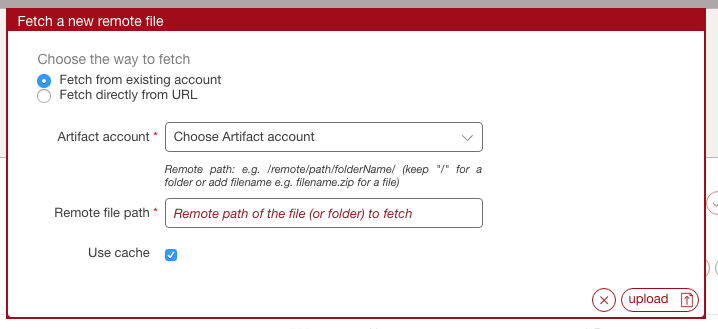 Fetch a new remote file
Choose the way to fetch
Fetch from existing account
Fetch directly from URL
Artifact account * Choose Artifact account
Remote path: e.g. /remote/path/folderName/ (keep "/" for a
folder or add filename e.g. filename.zip for a file)
Remote file path * Remote path of the file (or folder) to fetch
Use cache
upload